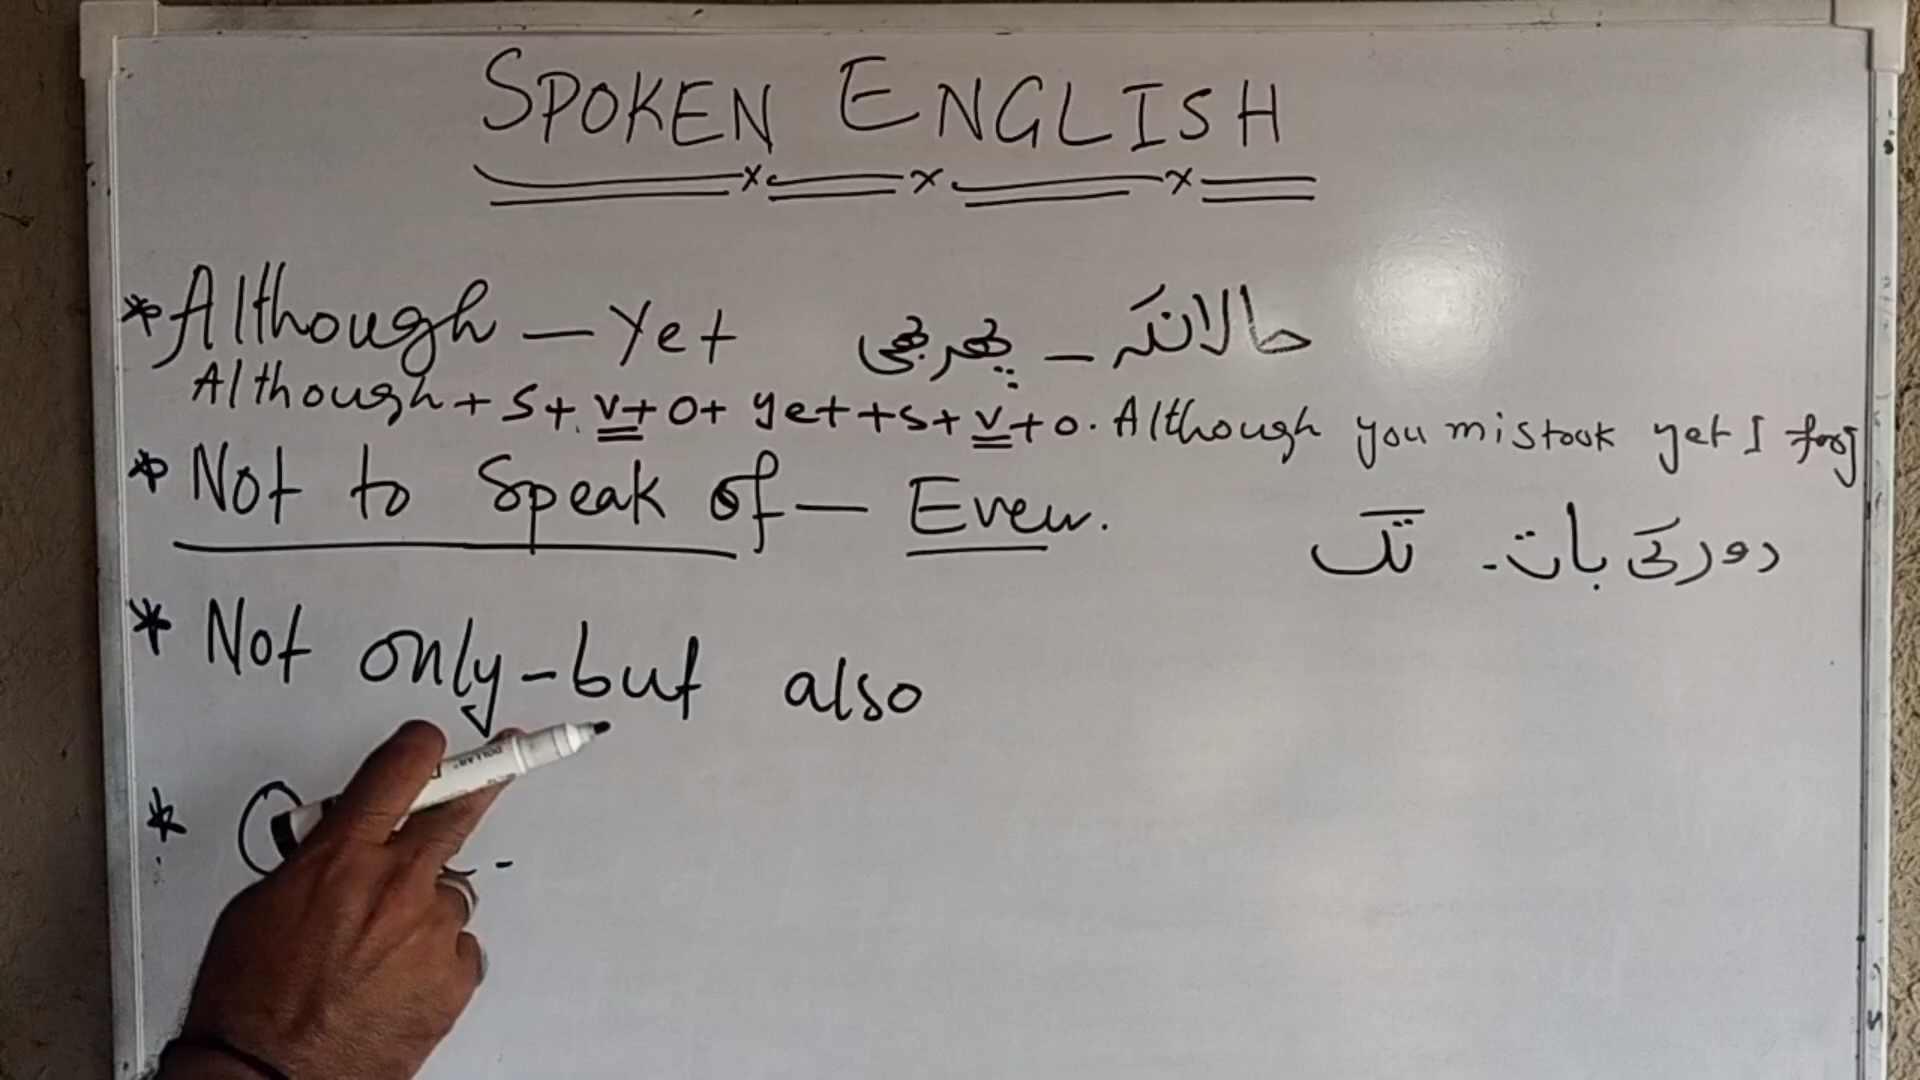 SPOKEN ENGLISH
* Although — Yet حالانکہ — پھر بھی
Although + S + V + O + yet + + S + V + O. Although you mistook yet I forg
* Not to Speak of — Even.
دور کی بات - تک
* Not only - but also
*
DOLLAR